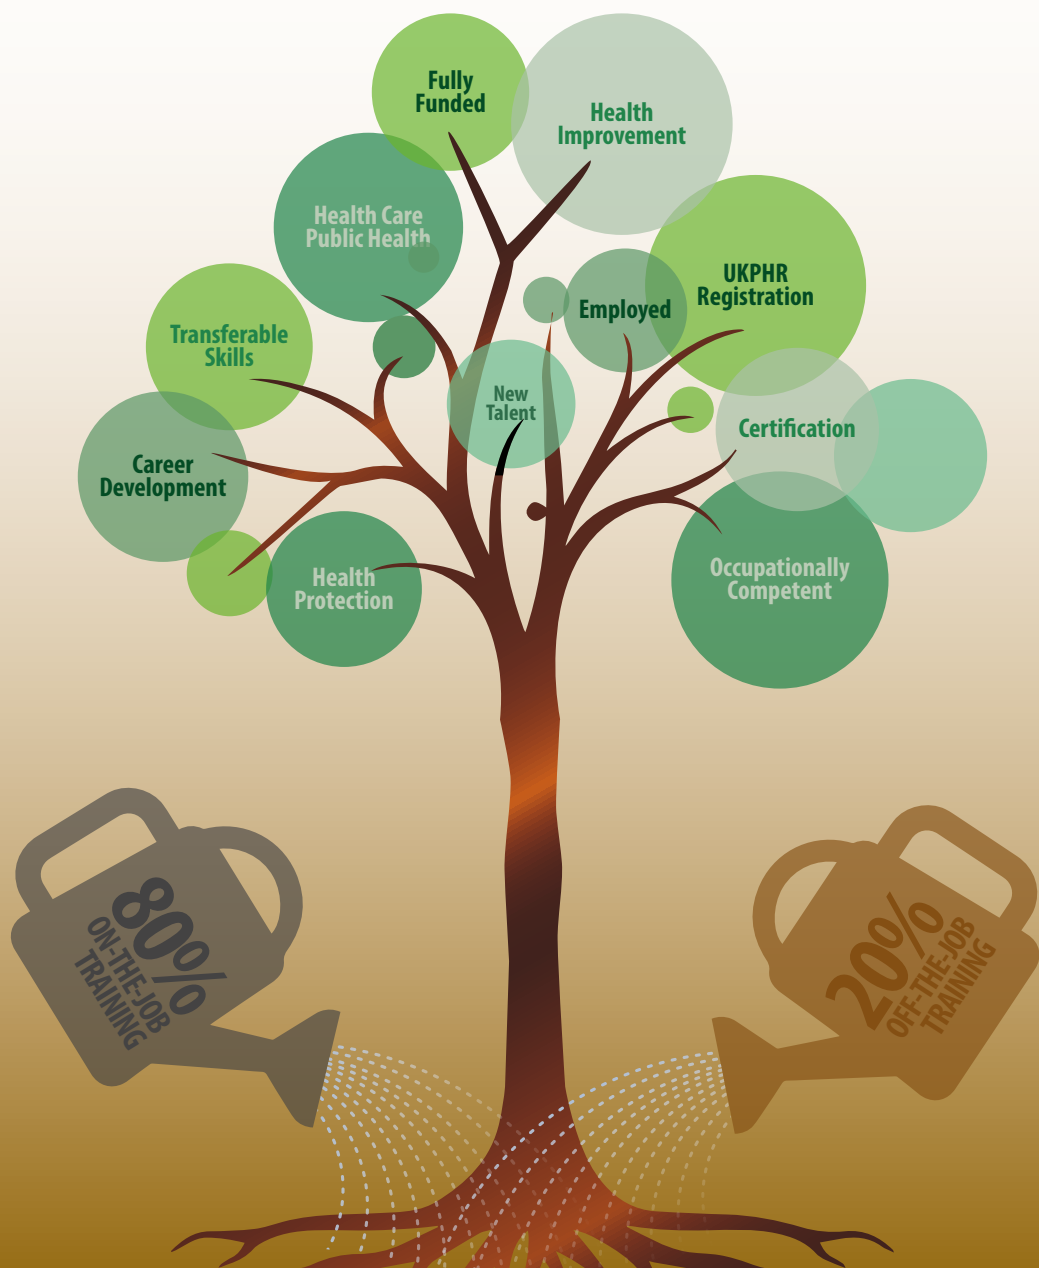 Fully
Funded
Health
Improvement
Health Care
Public Health
UKPHR
Registration
Employed
Transferable
Skills
New
Talent
Certification
Career
Development
Health
Protection
Occupationally
Competent
80%
ON-THE-JOB
TRAINING
20%
OFF-THE-JOB
TRAINING